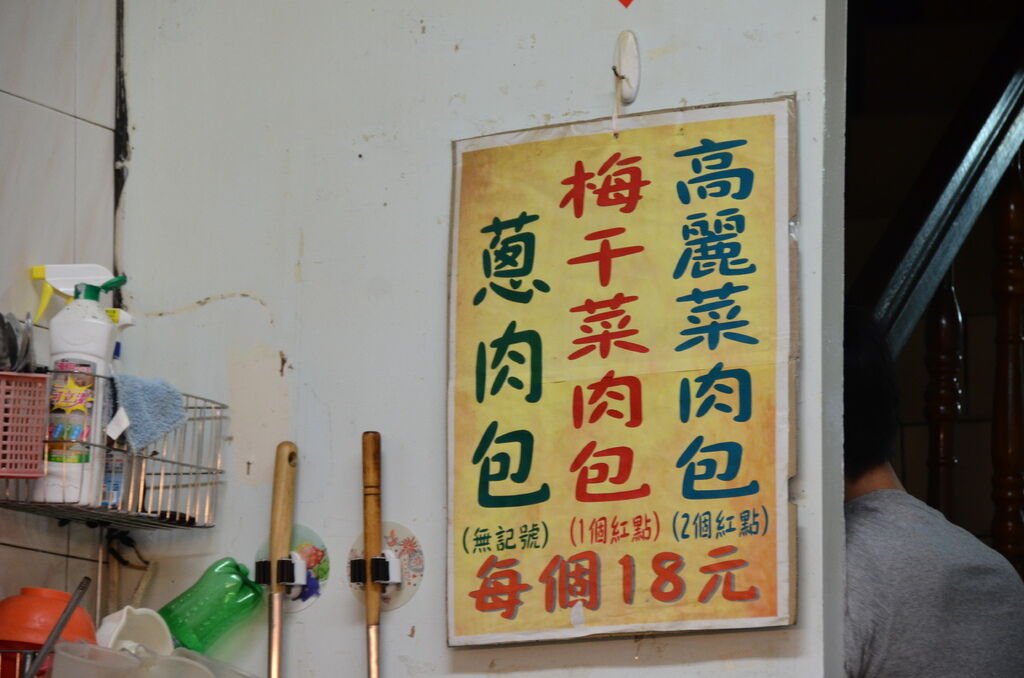 高麗菜肉包
(2個紅點)
梅干菜肉包
(1個紅點)
蔥肉包
(無記號)
每個18元